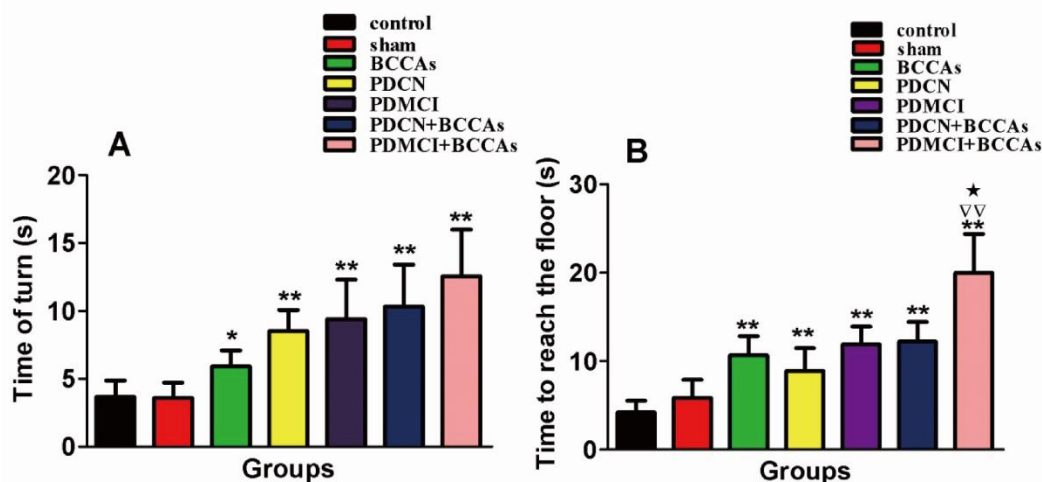 control
sham
BCCAs
PDCN
PDMCI
PDCN+BCCAs
PDMCI+BCCAs
A
Time of turn (s)
20
15
10
5
0
*
**
**
**
**
Groups
control
sham
BCCAs
PDCN
PDMCI
PDCN+BCCAs
PDMCI+BCCAs
B
Time to reach the floor (s)
30
20
10
0
**
**
**
**
★
▽▽
**
Groups